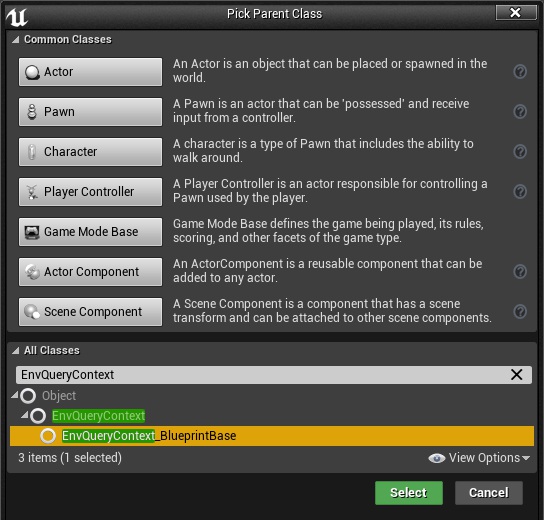 Pick Parent Class
Common Classes
Actor
An Actor is an object that can be placed or spawned in the
world.
Pawn
A Pawn is an actor that can be 'possessed' and receive
input from a controller.
Character
A character is a type of Pawn that includes the ability to
walk around.
Player Controller
A Player Controller is an actor responsible for controlling a
Pawn used by the player.
Game Mode Base
Game Mode Base defines the game being played, its rules,
scoring, and other facets of the game type.
Actor Component
An ActorComponent is a reusable component that can be
added to any actor.
Scene Component
A Scene Component is a component that has a scene
transform and can be attached to other scene components.
All Classes
EnvQueryContext
Object
EnvQueryContext
EnvQueryContext_BlueprintBase
3 items (1 selected)
View Options
Select
Cancel